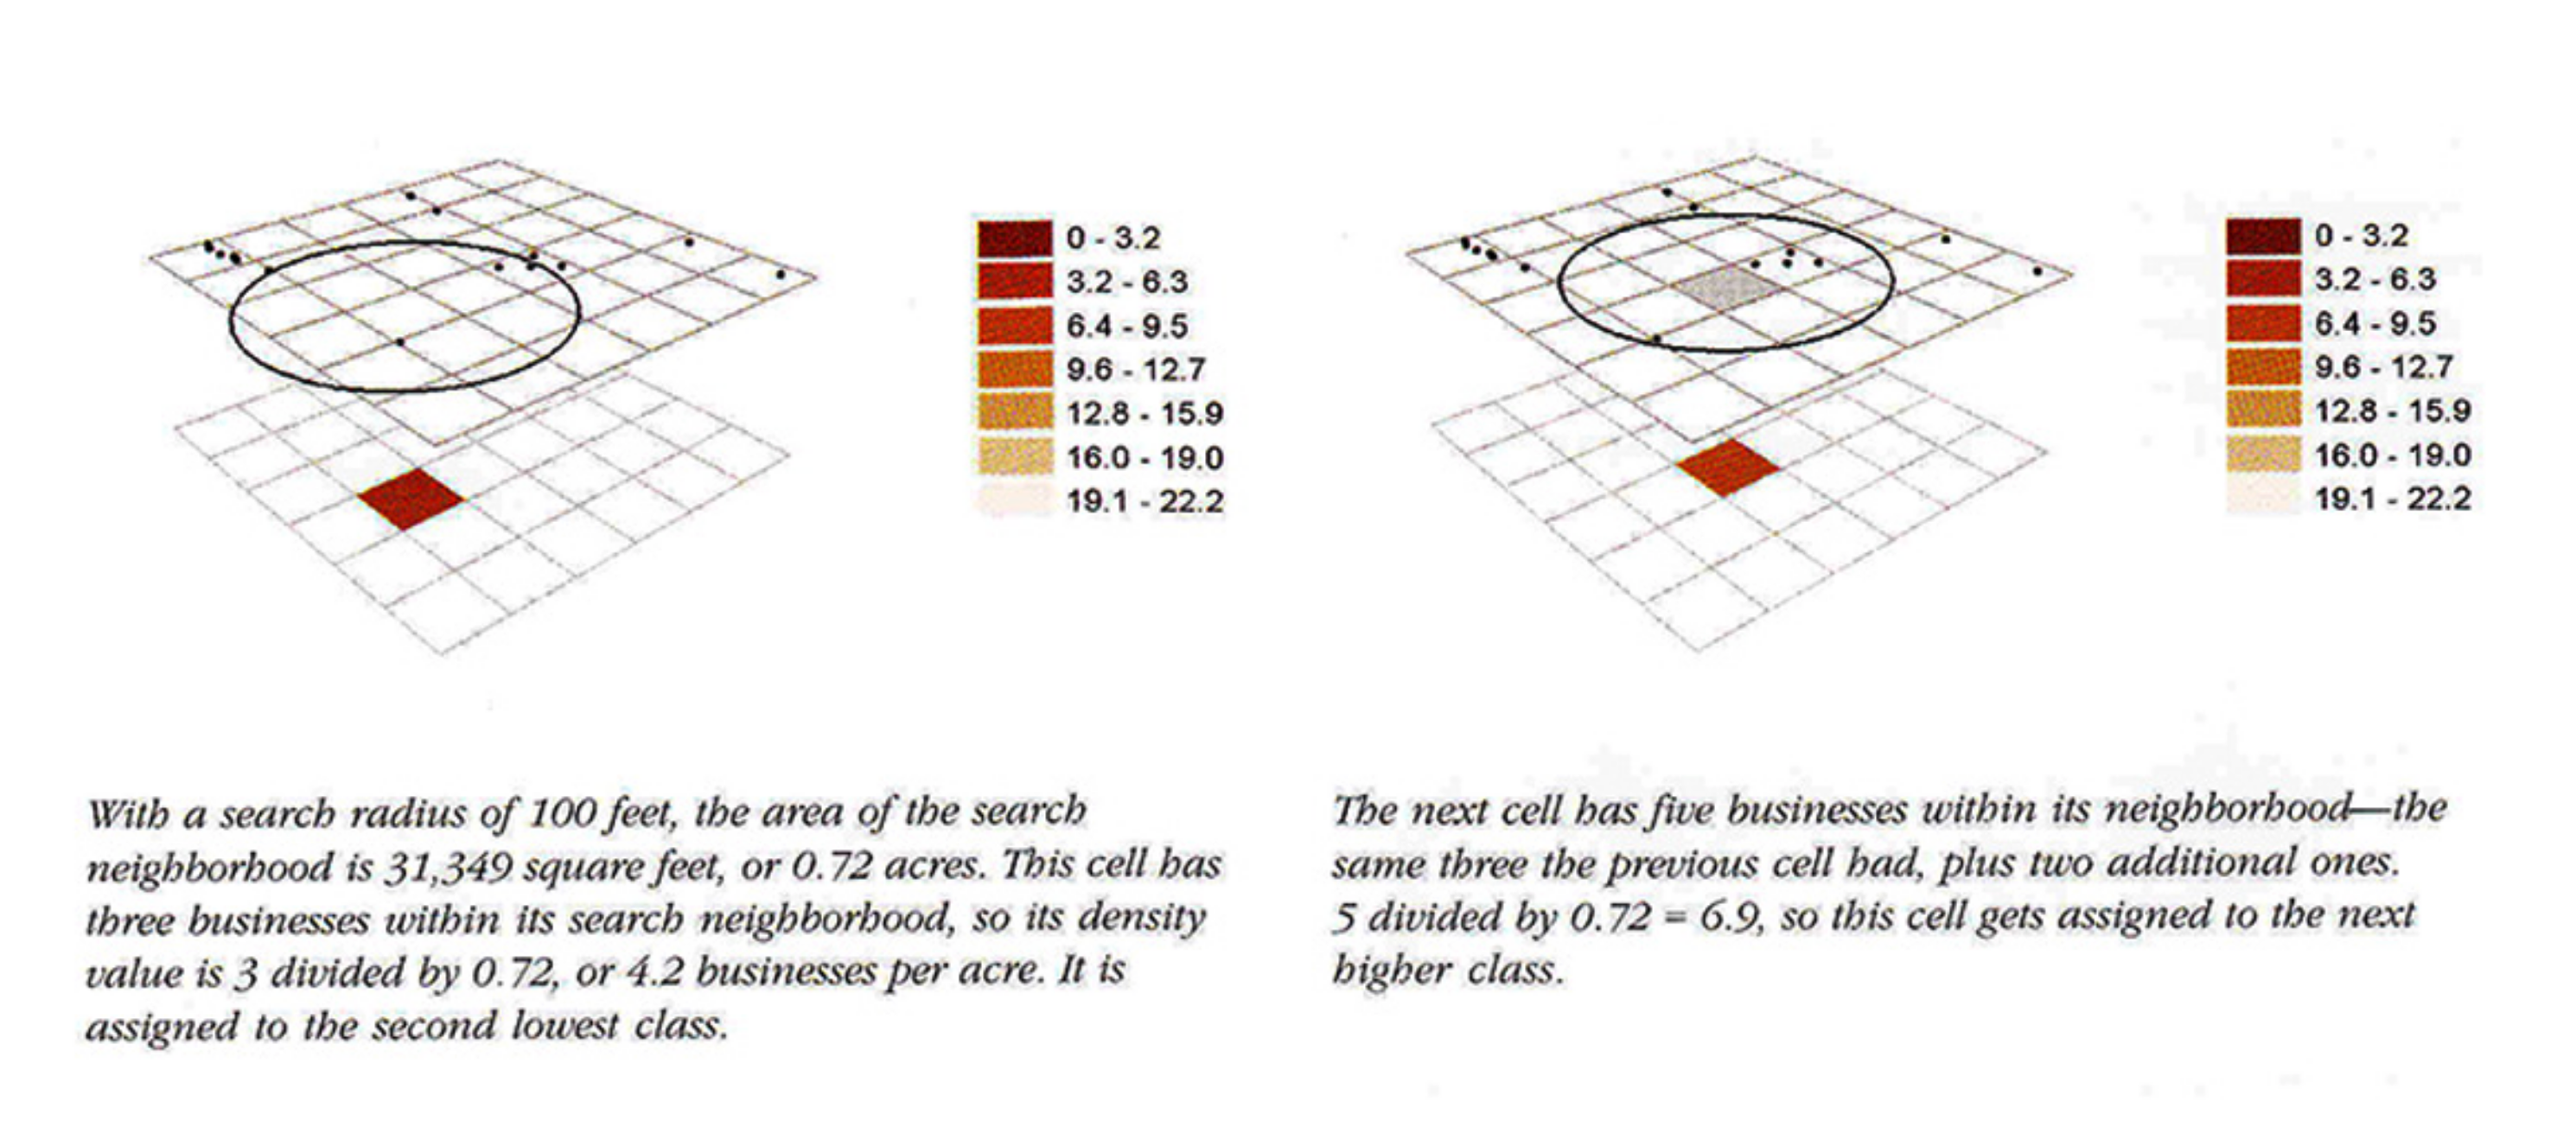 0 - 3.2
3.2 - 6.3
6.4 - 9.5
9.6 - 12.7
12.8 - 15.9
16.0 - 19.0
19.1 - 22.2
With a search radius of 100 feet, the area of the search
neighborhood is 31,349 square feet, or 0.72 acres. This cell has
three businesses within its search neighborhood, so its density
value is 3 divided by 0.72, or 4.2 businesses per acre. It is
assigned to the second lowest class.
0 - 3.2
3.2 - 6.3
6.4 - 9.5
9.6 - 12.7
12.8 - 15.9
16.0 - 19.0
19.1 - 22.2
The next cell has five businesses within its neighborhood—the
same three the previous cell had, plus two additional ones.
5 divided by 0.72 = 6.9, so this cell gets assigned to the next
higher class.